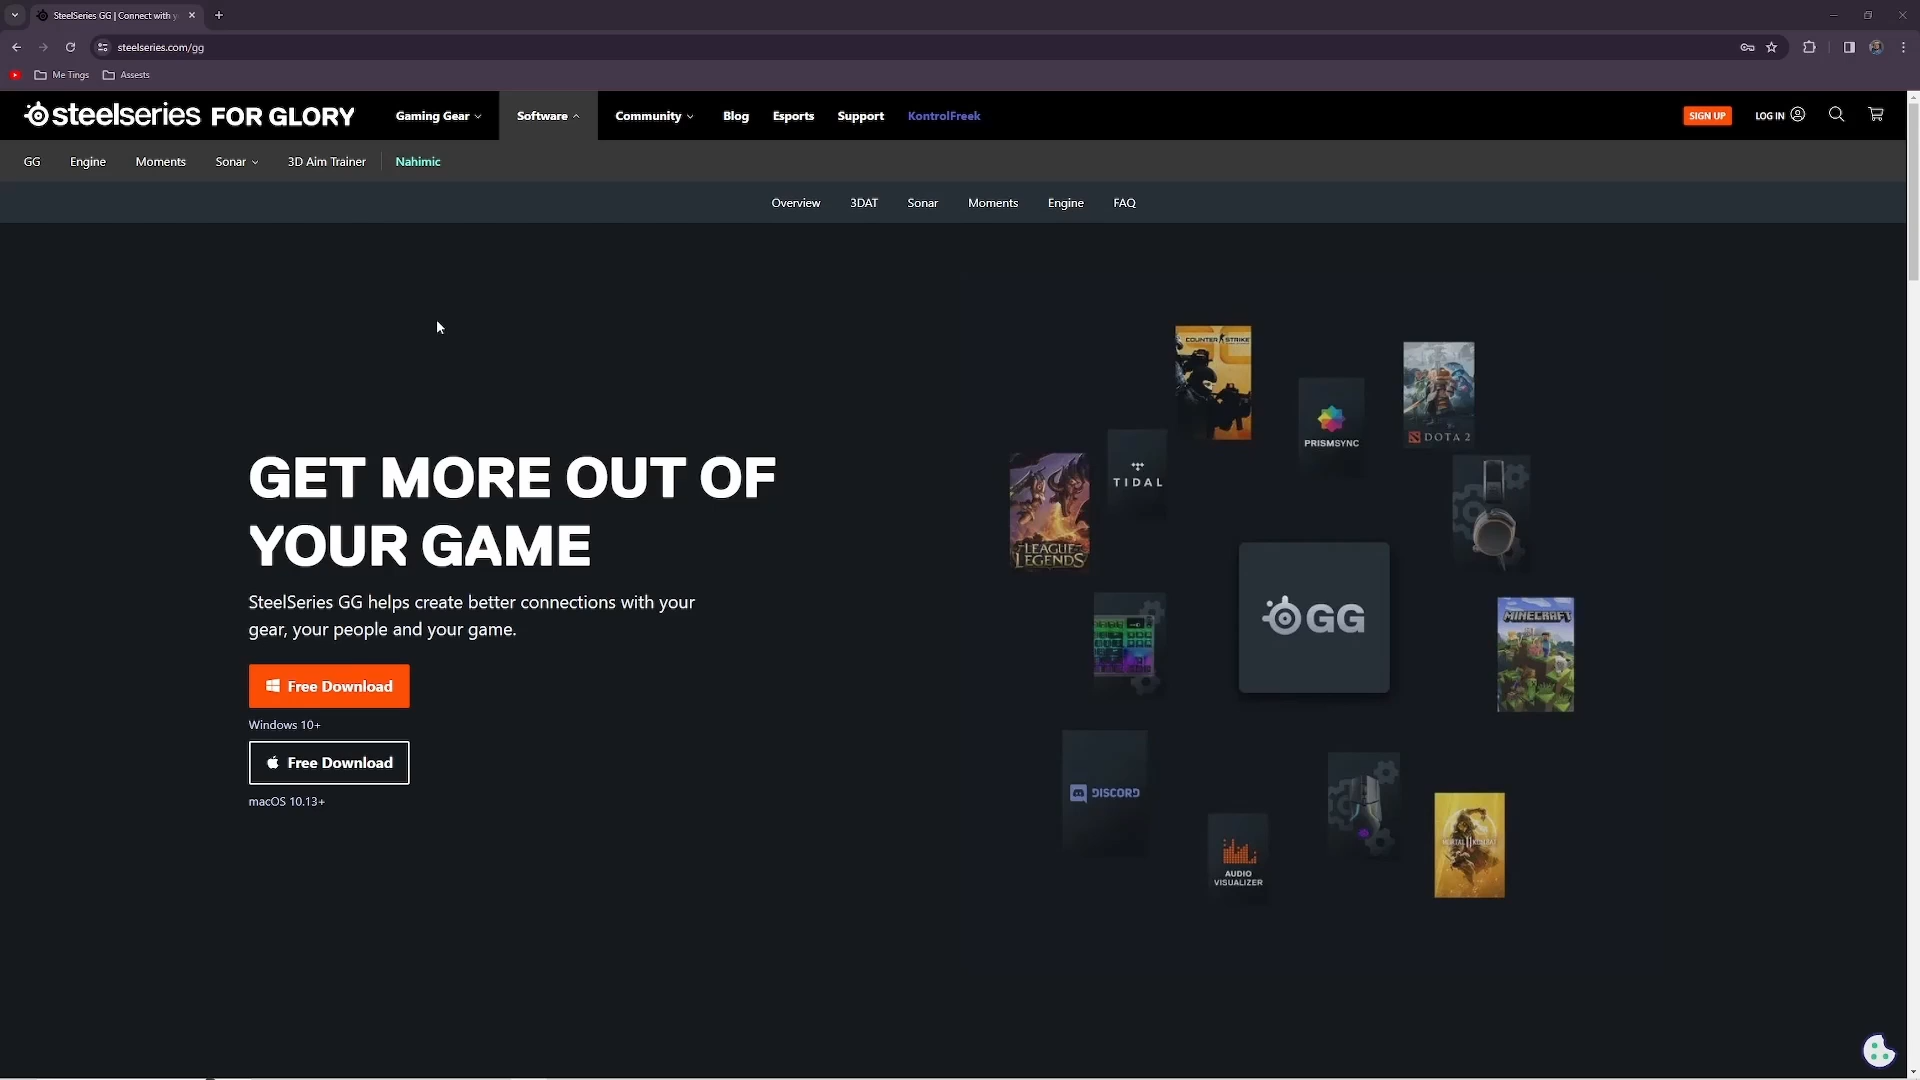 SteelSeries GG | Connect with y
steelseries.com/gg
Me Tings
Assests
steelseries FOR GLORY
Gaming Gear
Software
Community
Blog
Esports
Support
KontrolFreek
SIGN UP
LOG IN
GG
Engine
Moments
Sonar
3D Aim Trainer
Nahimic
Overview
3DAT
Sonar
Moments
Engine
FAQ
GET MORE OUT OF
YOUR GAME
SteelSeries GG helps create better connections with your
gear, your people and your game.
Free Download
Windows 10+
Free Download
macOS 10.13+
COUNTER STRIKE
PRISMSYNC
DOTA 2
TIDAL
LEAGUE OF
LEGENDS
GG
MINECRAFT
DISCORD
AUDIO
VISUALIZER